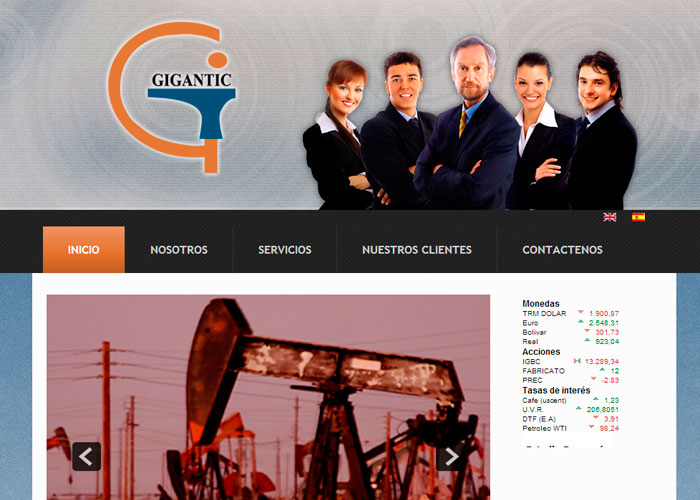 GIGANTIC
INICIO NOSOTROS SERVICIOS NUESTROS CLIENTES CONTACTENOS
Monedas
TRM DOLAR 1.900,87
Euro 2.548,31
Bolivar 301,73
Real 923,04
Acciones
IGBC 13.289,34
FABRICATO 12
PREC -2.83
Tasas de interés
Cafe (uscent) 1,23
U.V.R. 206,8051
DTF (E.A) 3,91
Petroleo WTI 98,24